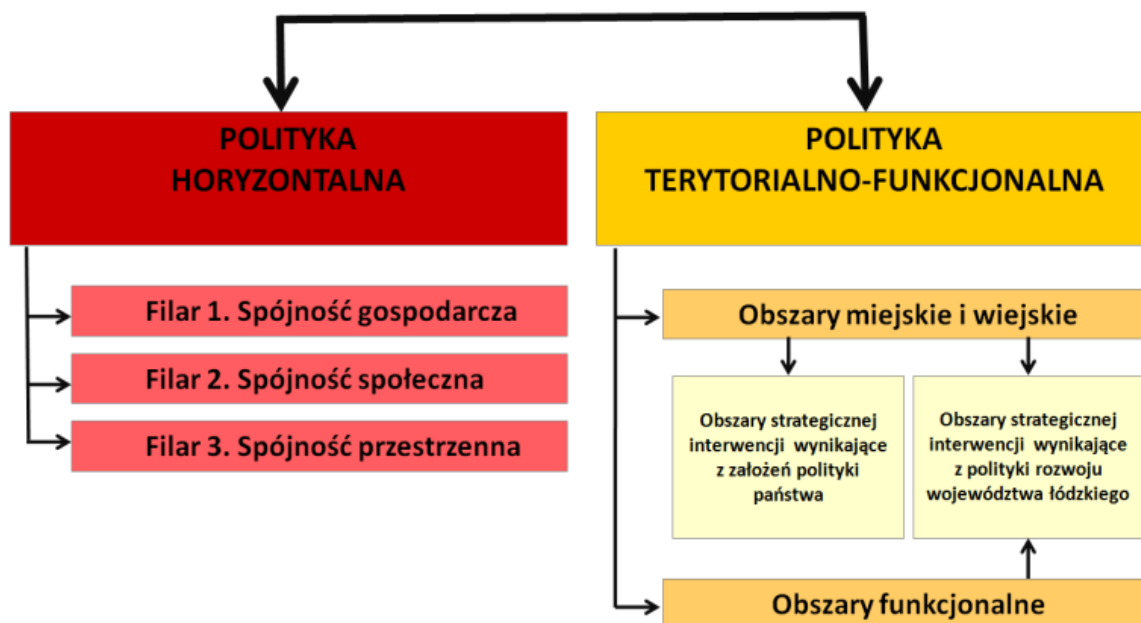 POLITYKA
HORYZONTALNA
Filar 1. Spójność gospodarcza
Filar 2. Spójność społeczna
Filar 3. Spójność przestrzenna
POLITYKA
TERYTORIALNO-FUNKCJONALNA
Obszary miejskie i wiejskie
Obszary strategicznej
interwencji wynikające
z założeń polityki
państwa
Obszary strategicznej
interwencji wynikające
z polityki rozwoju
województwa łódzkiego
Obszary funkcjonalne